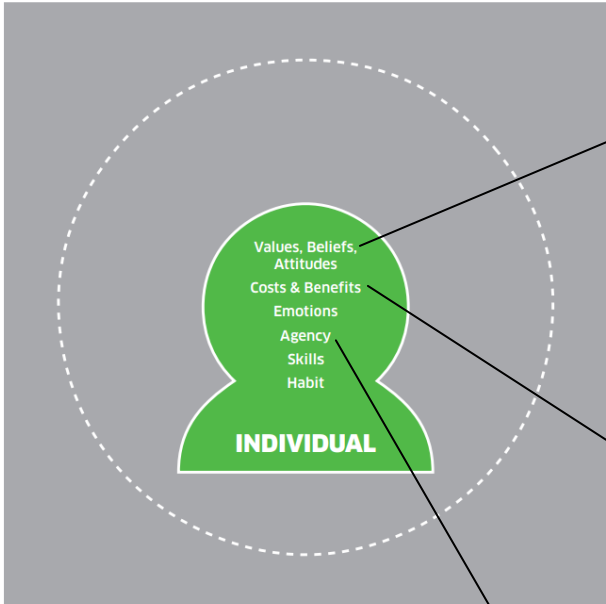 Values, Beliefs,
Attitudes
Costs & Benefits
Emotions
Agency
Skills
Habit
INDIVIDUAL